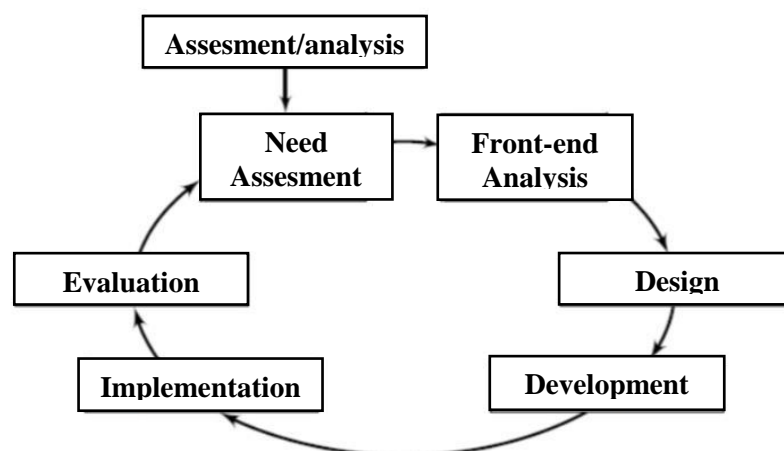 Assesment/analysis
Need
Assesment
Front-end
Analysis
Evaluation
Design
Implementation
Development